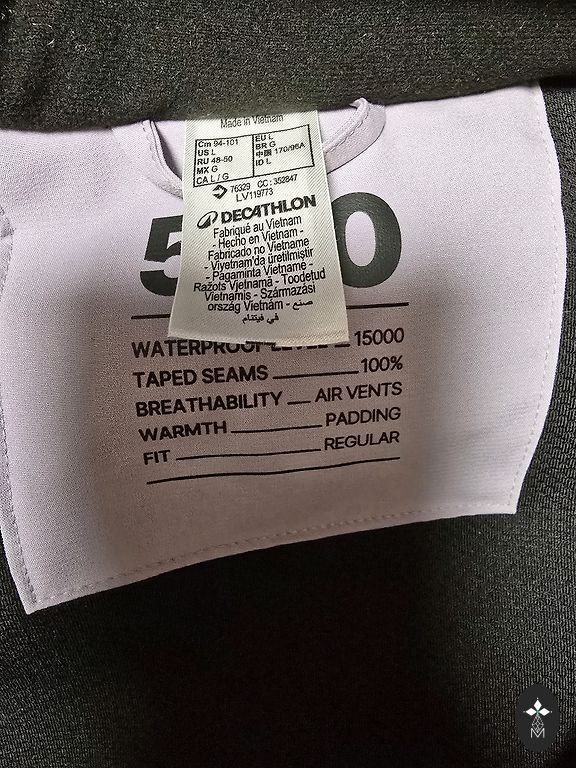 Made in Vietnam
Cm 94-101
US L
RU 48-50
MX G
CA L / G
EU L
BR G
中国 170/96A
ID L
76329 CC : 352847
LV119773
DECATHLON
Fabriqué au Vietnam
- Hecho en Vietnam -
Fabricado no Vietname
- Viyetnam'da üretilmiştir
- Pagaminta Vietname -
Ražots Vjetnamā - Toodetud
Vietnamis - Származási
ország Vietnám - صنع
في فيتنام
WATERPROOF LEVEL 15000
TAPED SEAMS 100%
BREATHABILITY AIR VENTS
WARMTH PADDING
FIT REGULAR
M